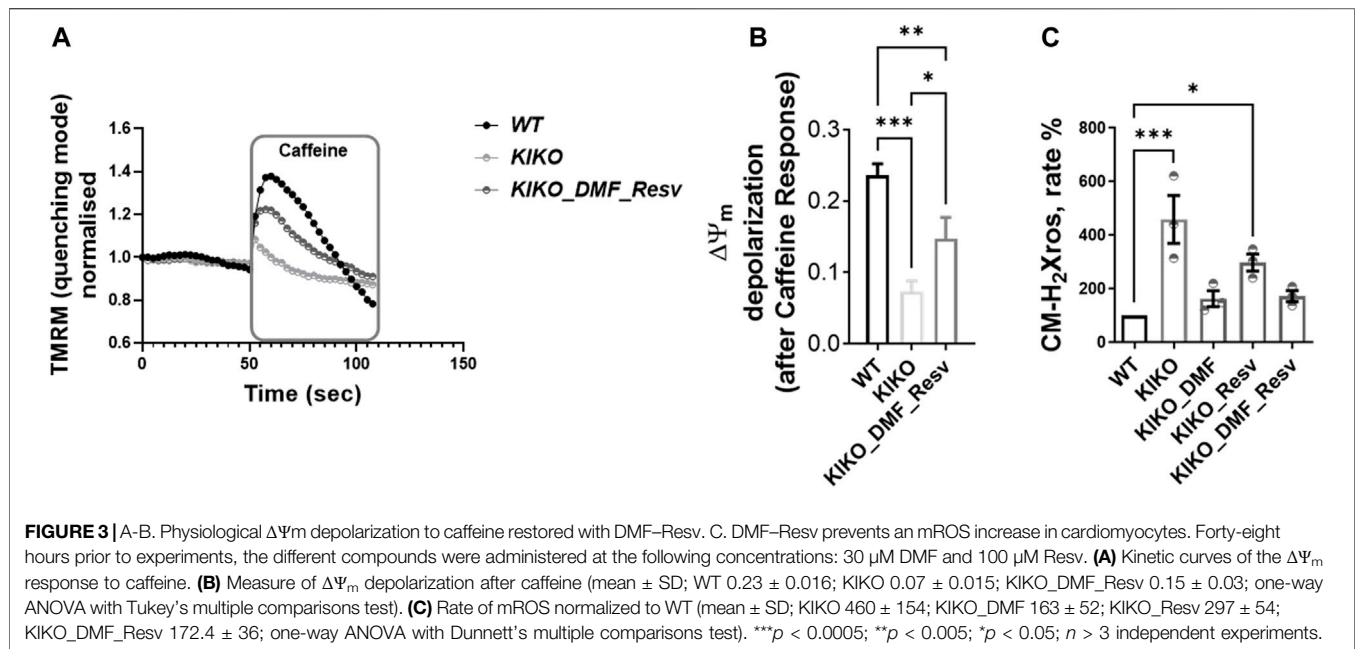 A
TMRM (quenching mode)
normalised
1.6
1.4
1.2
1.0
0.8
0.6
0
50
100
150
Time (sec)
Caffeine
WT
KIKO
KIKO_DMF_Resv
B
ΔΨm
depolarization
(after Caffeine Response)
0.3
0.2
0.1
0.0
**
*
***
WT
KIKO
KIKO_DMF_Resv
C
CM-H2Xros, rate %
800
600
400
200
0
*
***
WT
KIKO
KIKO_DMF
KIKO_Resv
KIKO_DMF_Resv
FIGURE 3 | A-B. Physiological ΔΨm depolarization to caffeine restored with DMF–Resv. C. DMF–Resv prevents an mROS increase in cardiomyocytes. Forty-eight
hours prior to experiments, the different compounds were administered at the following concentrations: 30 µM DMF and 100 µM Resv. (A) Kinetic curves of the ΔΨm
response to caffeine. (B) Measure of ΔΨm depolarization after caffeine (mean ± SD; WT 0.23 ± 0.016; KIKO 0.07 ± 0.015; KIKO_DMF_Resv 0.15 ± 0.03; one-way
ANOVA with Tukey's multiple comparisons test). (C) Rate of mROS normalized to WT (mean ± SD; KIKO 460 ± 154; KIKO_DMF 163 ± 52; KIKO_Resv 297 ± 54;
KIKO_DMF_Resv 172.4 ± 36; one-way ANOVA with Dunnett's multiple comparisons test). ***p < 0.0005; **p < 0.005; *p < 0.05; n > 3 independent experiments.